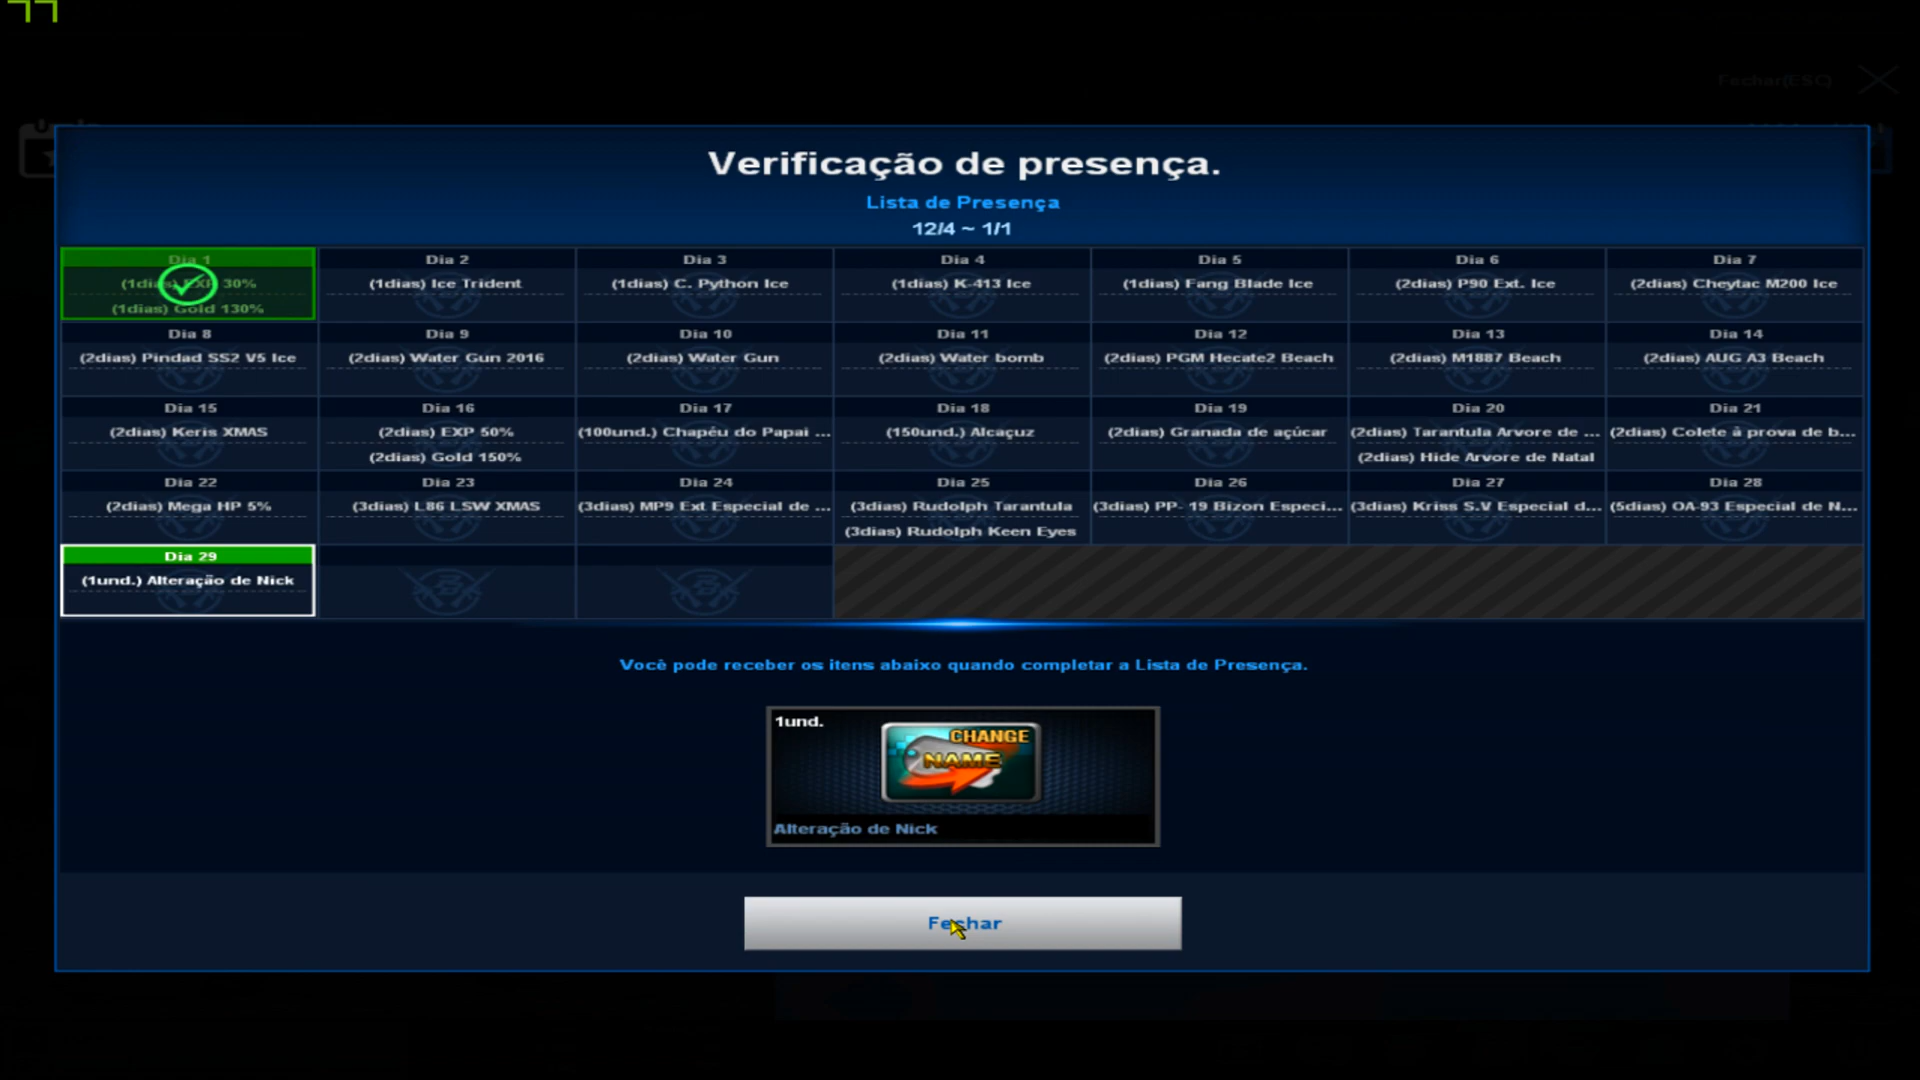 77
Fechar(ESC)
Verificação de presença.
Lista de Presença
12/4 ~ 1/1
Dia 1
(1dias) EXP 30%
(1dias) Gold 130%
Dia 2
(1dias) Ice Trident
Dia 3
(1dias) C. Python Ice
Dia 4
(1dias) K-413 Ice
Dia 5
(1dias) Fang Blade Ice
Dia 6
(2dias) P90 Ext. Ice
Dia 7
(2dias) Cheytac M200 Ice
Dia 8
(2dias) Pindad SS2 V5 Ice
Dia 9
(2dias) Water Gun 2016
Dia 10
(2dias) Water Gun
Dia 11
(2dias) Water bomb
Dia 12
(2dias) PGM Hecate2 Beach
Dia 13
(2dias) M1887 Beach
Dia 14
(2dias) AUG A3 Beach
Dia 15
(2dias) Keris XMAS
Dia 16
(2dias) EXP 50%
(2dias) Gold 150%
Dia 17
(100und.) Chapéu do Papai ...
Dia 18
(150und.) Alcaçuz
Dia 19
(2dias) Granada de açúcar
Dia 20
(2dias) Tarantula Arvore de ...
(2dias) Hide Arvore de Natal
Dia 21
(2dias) Colete à prova de b...
Dia 22
(2dias) Mega HP 5%
Dia 23
(3dias) L86 LSW XMAS
Dia 24
(3dias) MP9 Ext Especial de ...
Dia 25
(3dias) Rudolph Tarantula
(3dias) Rudolph Keen Eyes
Dia 26
(3dias) PP- 19 Bizon Especi...
Dia 27
(3dias) Kriss S.V Especial d...
Dia 28
(5dias) OA-93 Especial de N...
Dia 29
(1und.) Alteração de Nick
Você pode receber os itens abaixo quando completar a Lista de Presença.
1und.
CHANGE
NAME
Alteração de Nick
Fechar